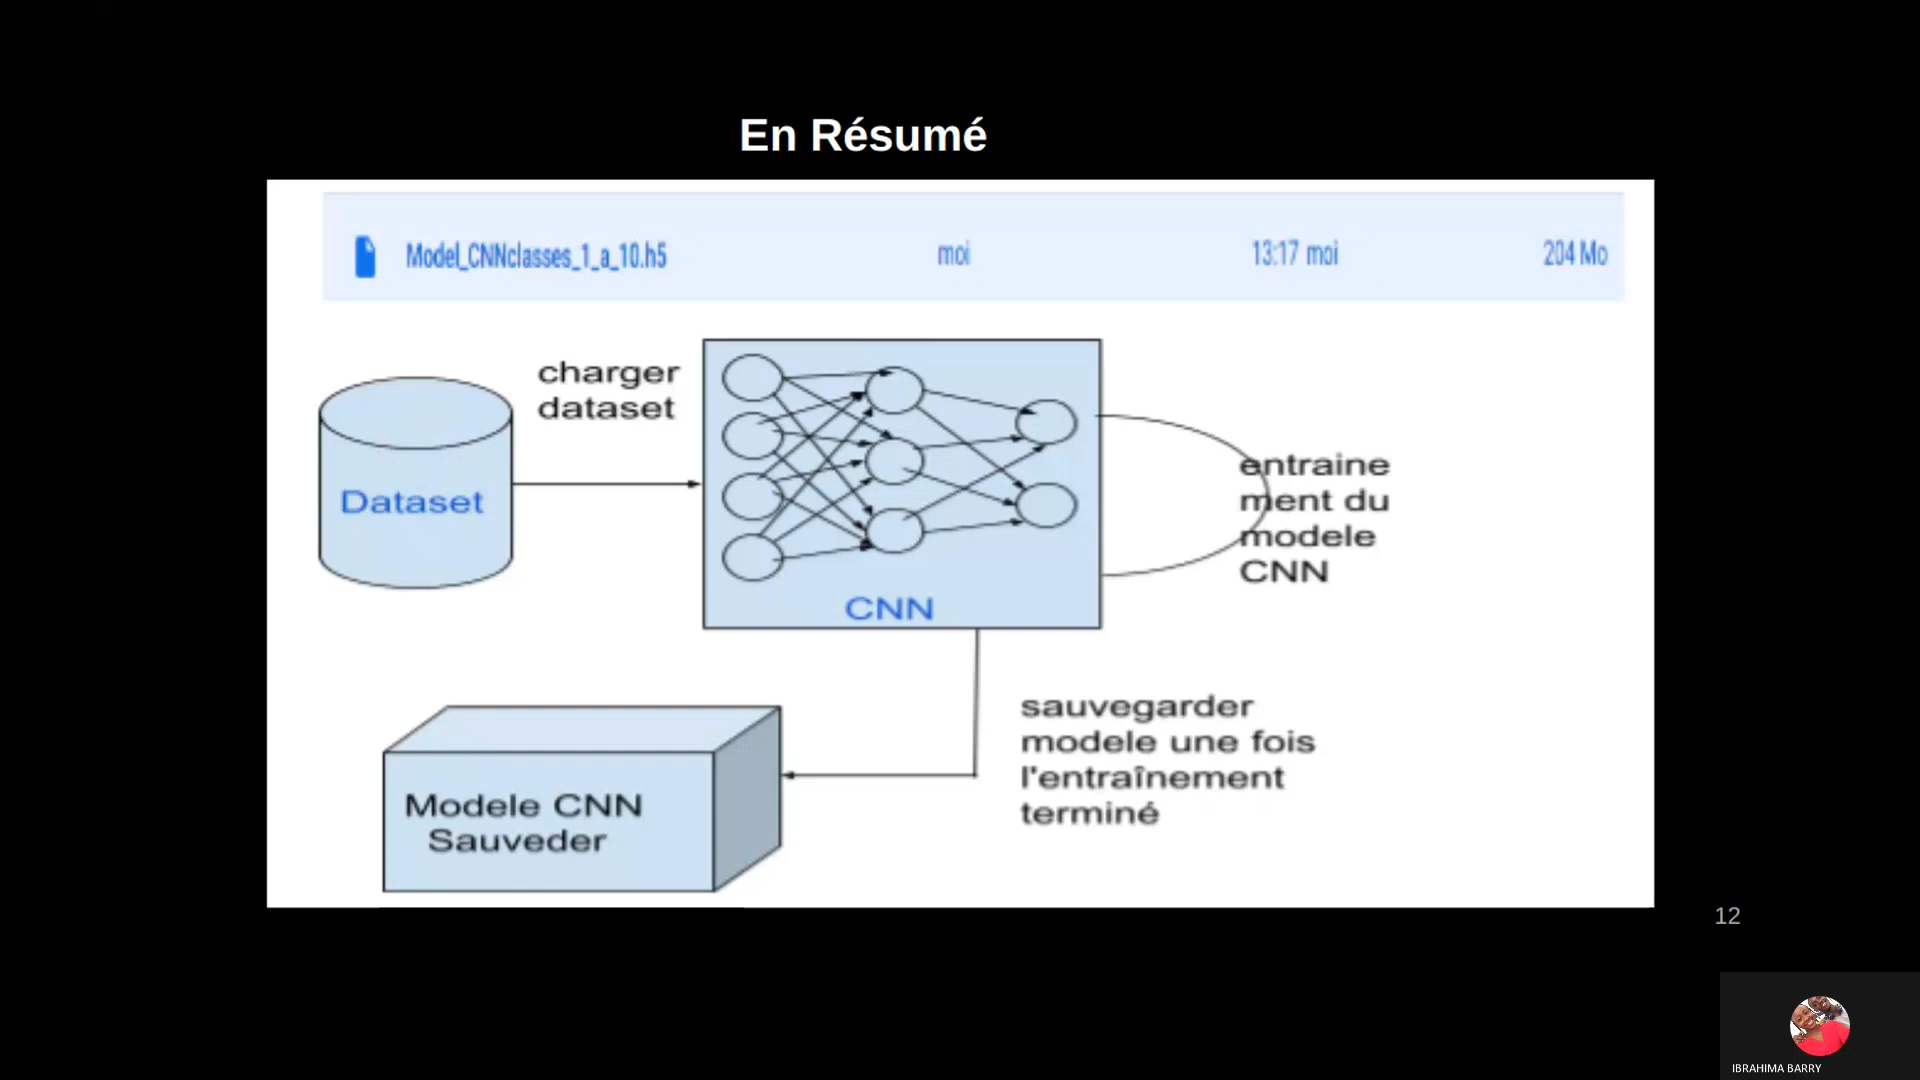 En Résumé
Model_CNNclasses_1_a_10.h5 moi 13:17 moi 204 Mo
charger
dataset
Dataset
CNN
entraine
ment du
modele
CNN
sauvegarder
modele une fois
l'entraînement
terminé
Modele CNN
Sauveder
12
IBRAHIMA BARRY